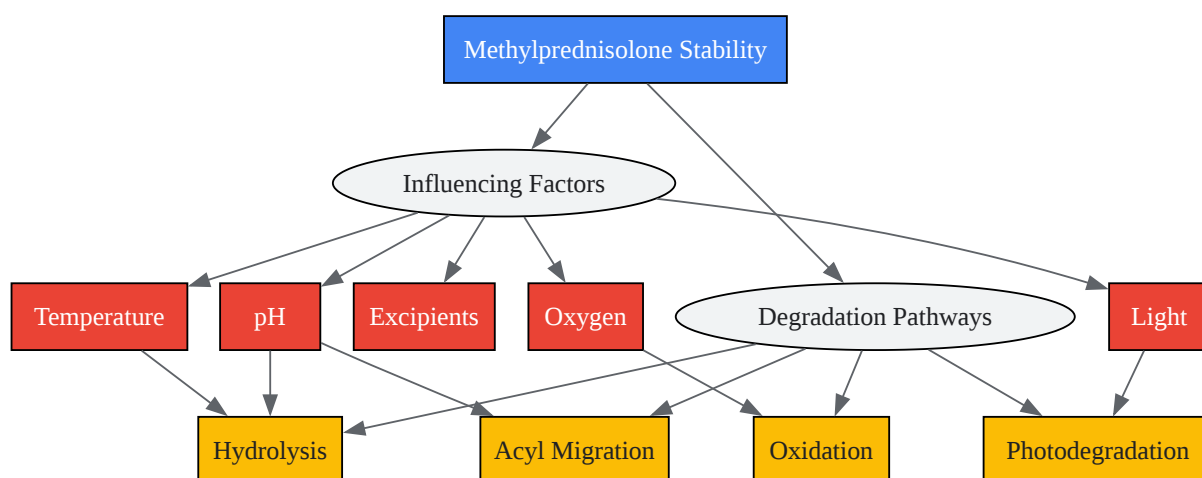 Methylprednisolone Stability
Influencing Factors
Temperature
pH
Excipients
Oxygen
Degradation Pathways
Light
Hydrolysis
Acyl Migration
Oxidation
Photodegradation